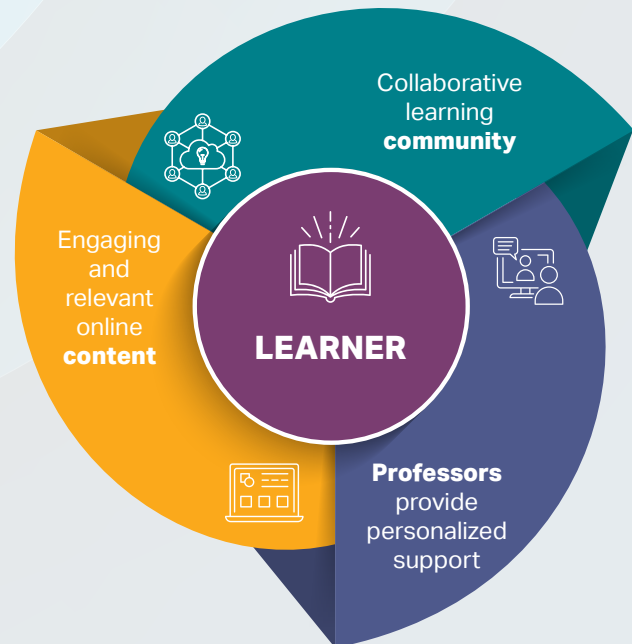 Collaborative
learning
community
Engaging
and
relevant
online
content
LEARNER
Professors
provide
personalized
support